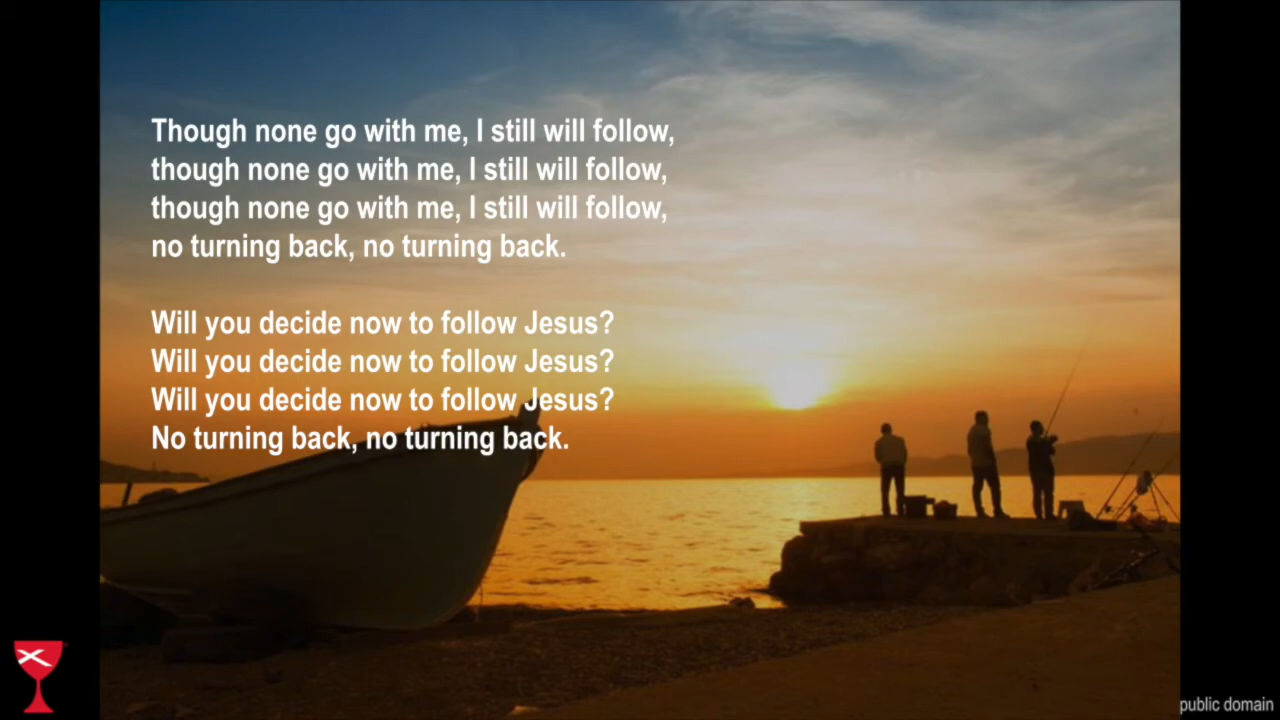 Though none go with me, I still will follow,
though none go with me, I still will follow,
though none go with me, I still will follow,
no turning back, no turning back.
Will you decide now to follow Jesus?
Will you decide now to follow Jesus?
Will you decide now to follow Jesus?
No turning back, no turning back.
public domain